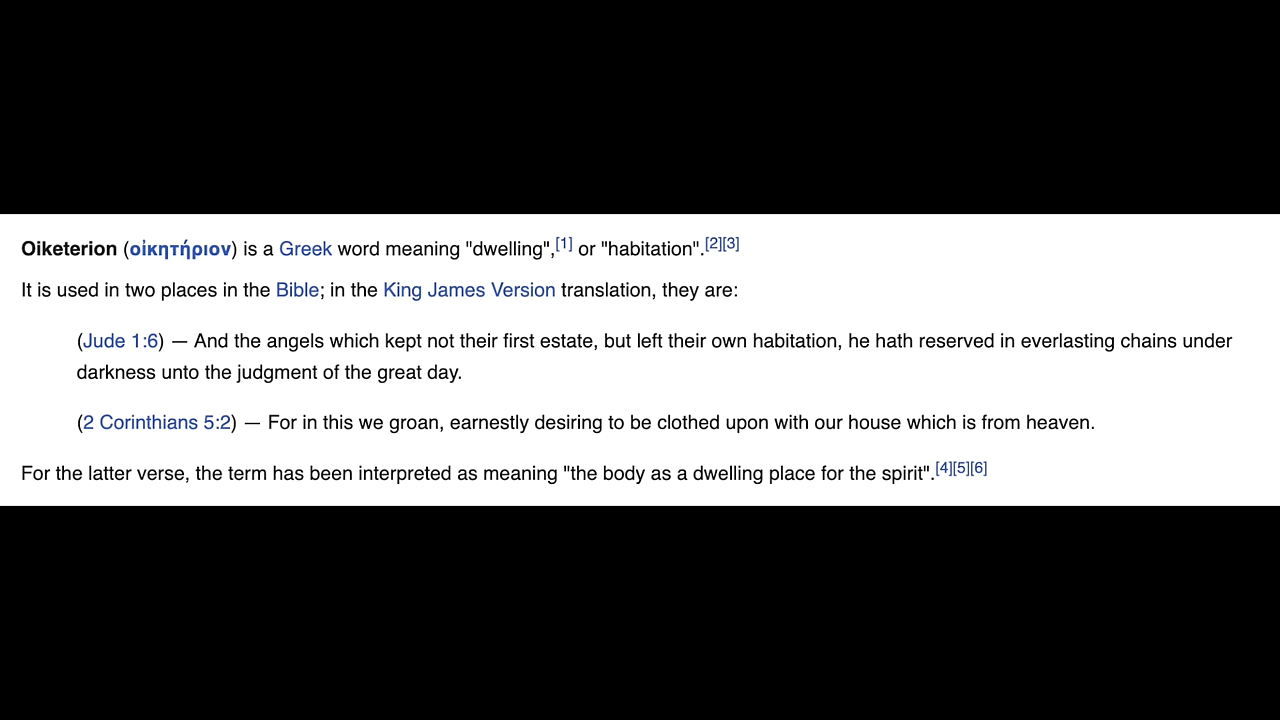 Oiketerion (οἰκητήριον) is a Greek word meaning "dwelling",[1] or "habitation".[2][3]
It is used in two places in the Bible; in the King James Version translation, they are:
(Jude 1:6) — And the angels which kept not their first estate, but left their own habitation, he hath reserved in everlasting chains under
darkness unto the judgment of the great day.
(2 Corinthians 5:2) — For in this we groan, earnestly desiring to be clothed upon with our house which is from heaven.
For the latter verse, the term has been interpreted as meaning "the body as a dwelling place for the spirit".[4][5][6]